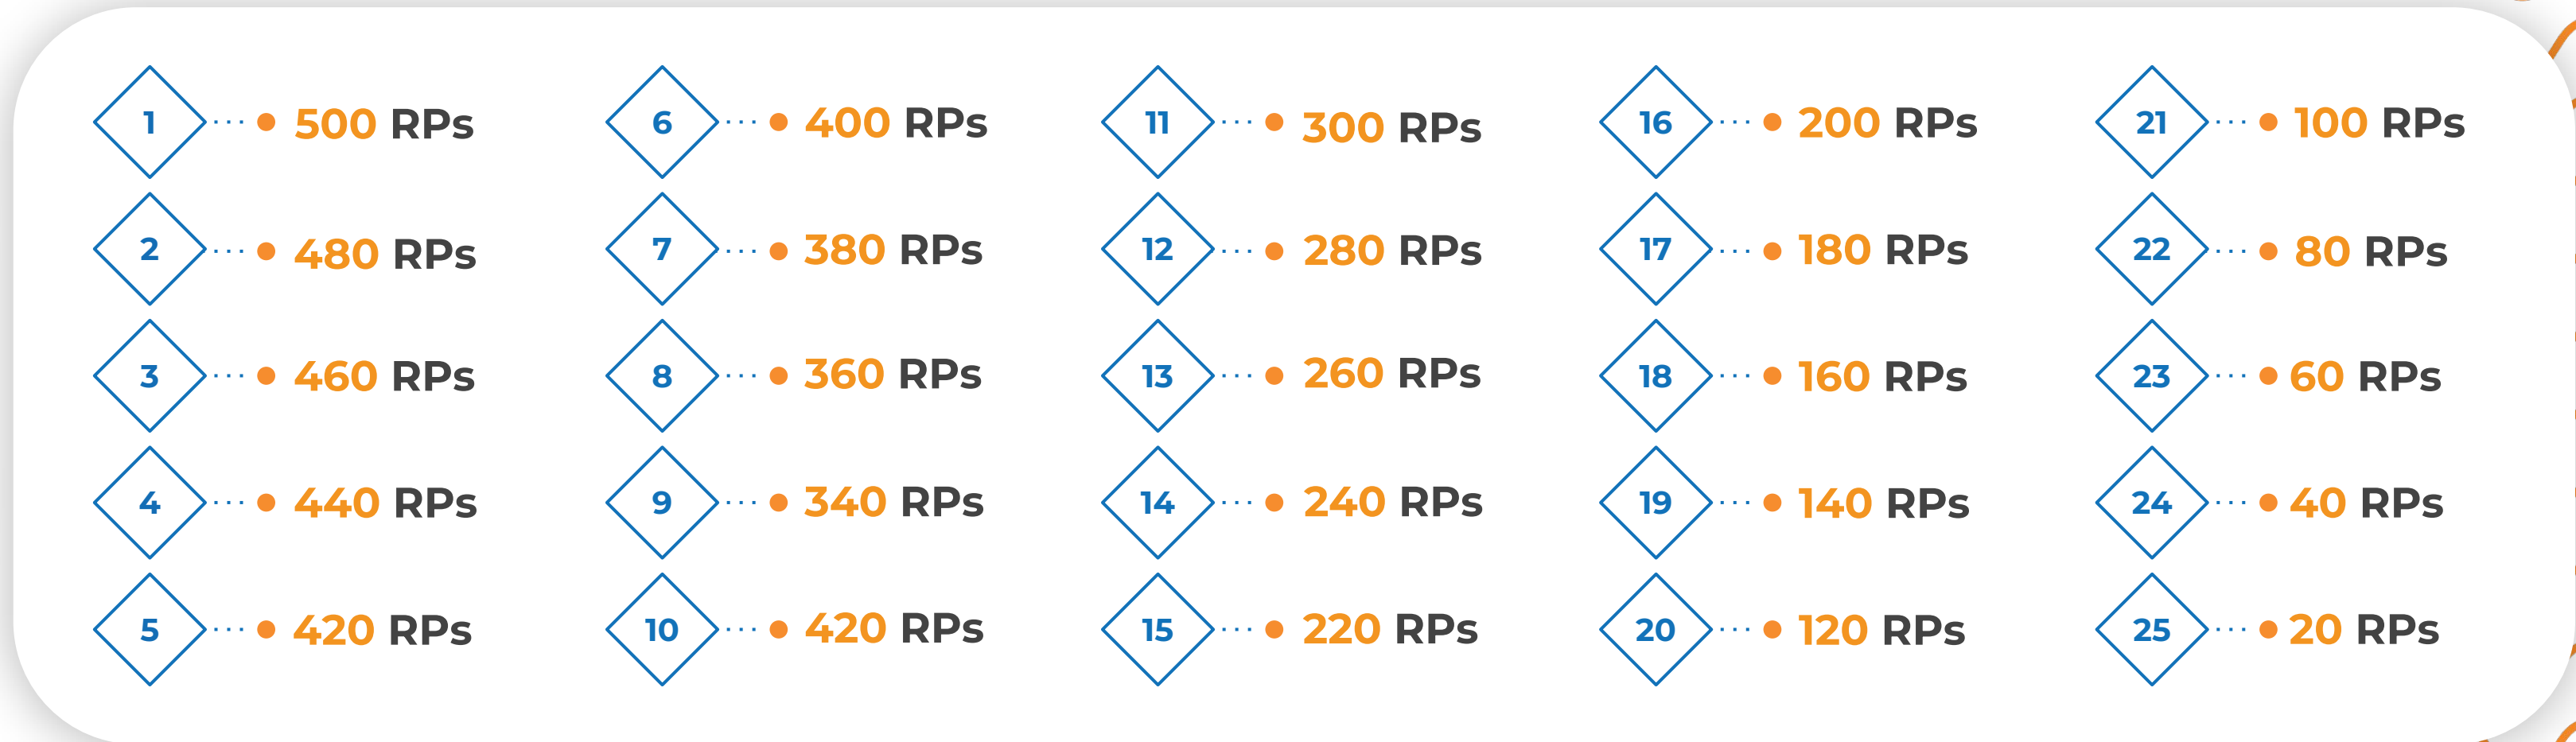 1 500 RPs
2 480 RPs
3 460 RPs
4 440 RPs
5 420 RPs
6 400 RPs
7 380 RPs
8 360 RPs
9 340 RPs
10 420 RPs
11 300 RPs
12 280 RPs
13 260 RPs
14 240 RPs
15 220 RPs
16 200 RPs
17 180 RPs
18 160 RPs
19 140 RPs
20 120 RPs
21 100 RPs
22 80 RPs
23 60 RPs
24 40 RPs
25 20 RPs